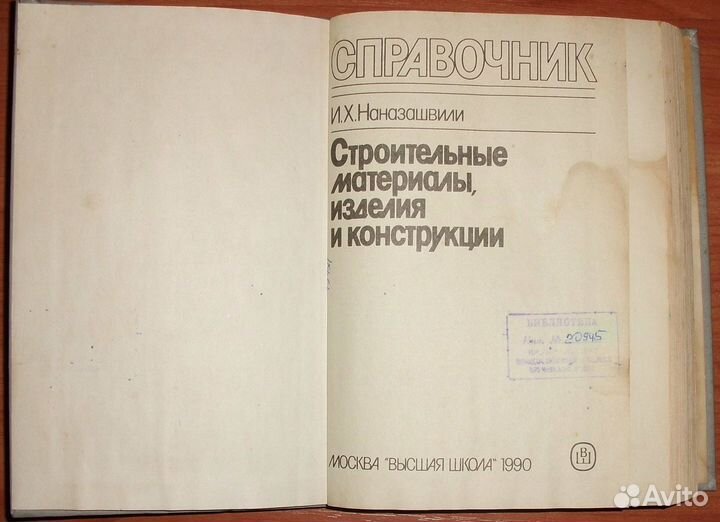 СПРАВОЧНИК
И.Х.Наназашвили
Строительные
материалы,
изделия
и конструкции
БИБЛИОТЕКА
20945
МОСКВА "ВЫСШАЯ ШКОЛА" 1990
Avito